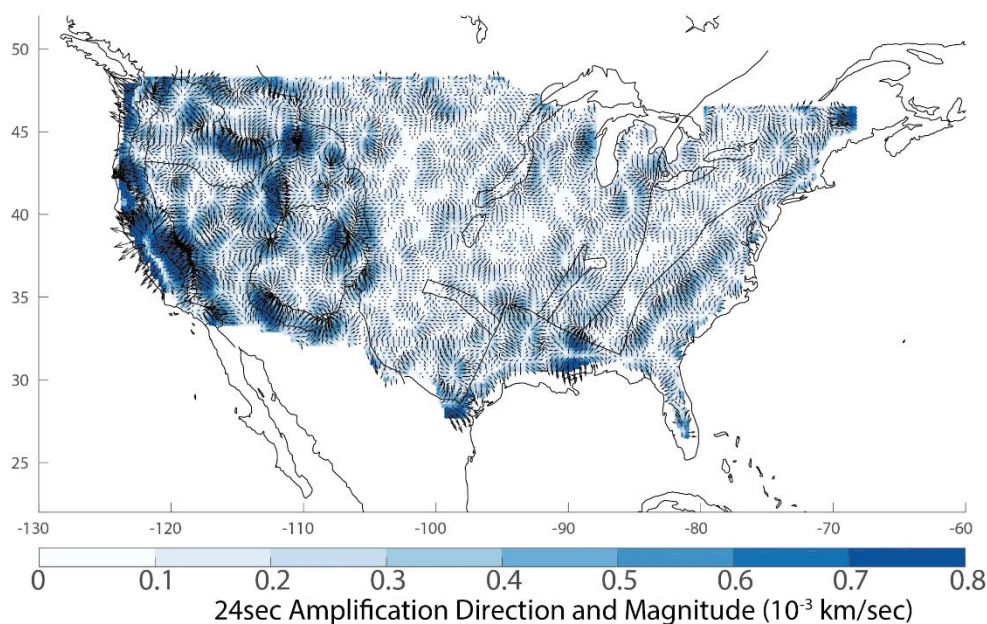 50
45
40
35
30
25
-130 -120 -110 -100 -90 -80 -70 -60
0 0.1 0.2 0.3 0.4 0.5 0.6 0.7 0.8
24sec Amplification Direction and Magnitude (10⁻³ km/sec)